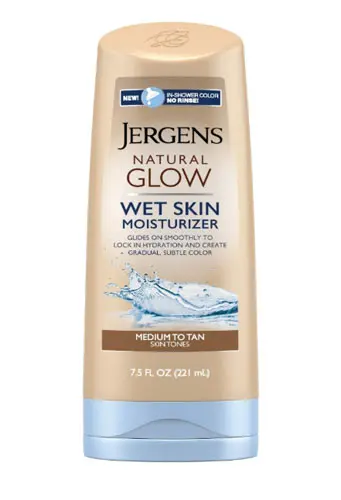 NEW!
IN-SHOWER COLOR
NO RINSE!
JERGENS
NATURAL
GLOW
WET SKIN
MOISTURIZER
GLIDES ON SMOOTHLY TO
LOCK IN HYDRATION AND CREATE
GRADUAL, SUBTLE COLOR
MEDIUM TO TAN
SKIN TONES
7.5 FL OZ (221 mL)